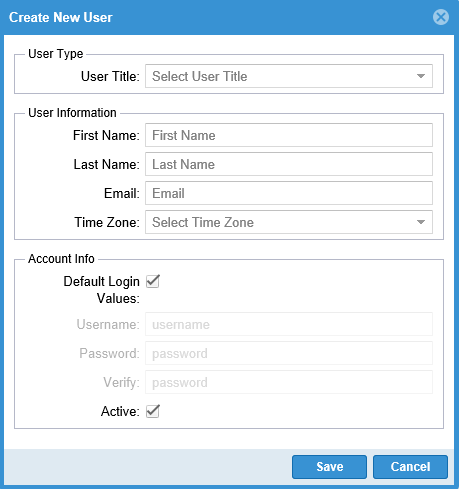 Create New User
User Type
User Title: Select User Title
User Information
First Name: First Name
Last Name: Last Name
Email: Email
Time Zone: Select Time Zone
Account Info
Default Login
Values:
Username: username
Password: password
Verify: password
Active:
Save Cancel